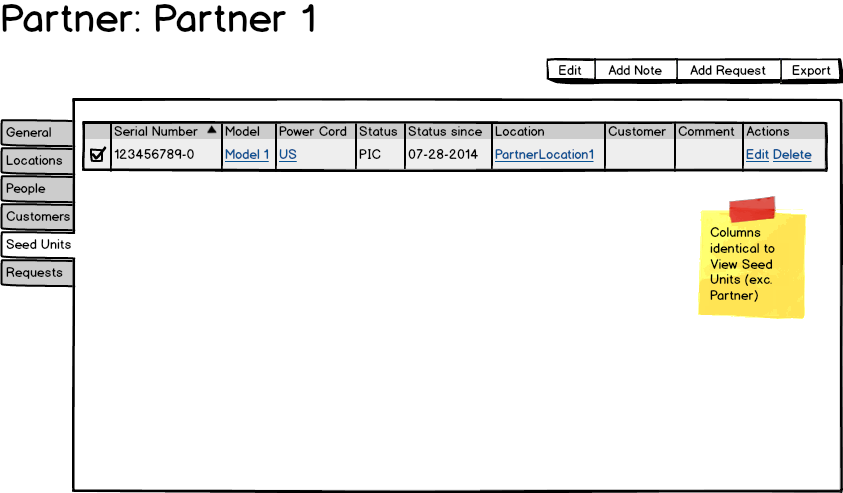 Partner: Partner 1
Edit Add Note Add Request Export
General
Locations
People
Customers
Seed Units
Requests
Serial Number Model Power Cord Status Status since Location Customer Comment Actions
123456789-0 Model 1 US PIC 07-28-2014 PartnerLocation1 Edit Delete
Columns
identical to
View Seed
Units (exc.
Partner)